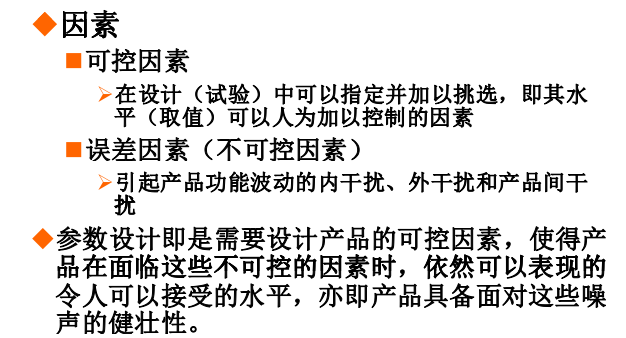 因素
可控因素
在设计（试验）中可以指定并加以挑选，即其水
平（取值）可以人为加以控制的因素
误差因素（不可控因素）
引起产品功能波动的内干扰、外干扰和产品间干
扰
参数设计即是需要设计产品的可控因素，使得产
品在面临这些不可控的因素时，依然可以表现的
令人可以接受的水平，亦即产品具备面对这些噪
声的健壮性。